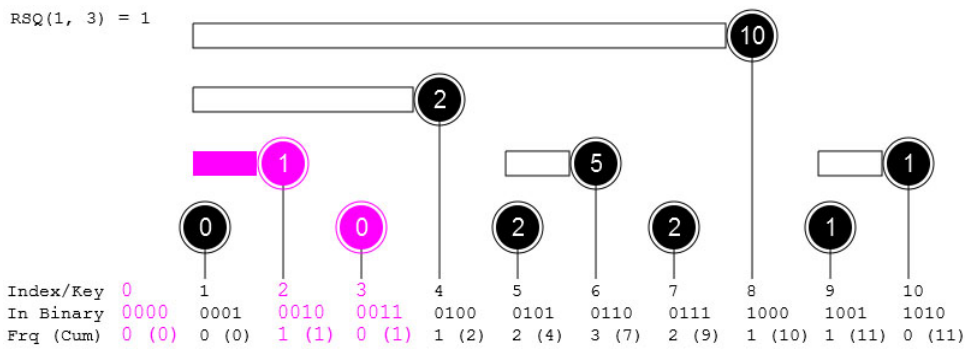 RSQ(1, 3) = 1
10
2
1 5 1
0 0 2 2 1
Index/Key 0 1 2 3 4 5 6 7 8 9 10
In Binary 0000 0001 0010 0011 0100 0101 0110 0111 1000 1001 1010
Frq (Cum) 0 (0) 0 (0) 1 (1) 0 (1) 1 (2) 2 (4) 3 (7) 2 (9) 1 (10) 1 (11) 0 (11)